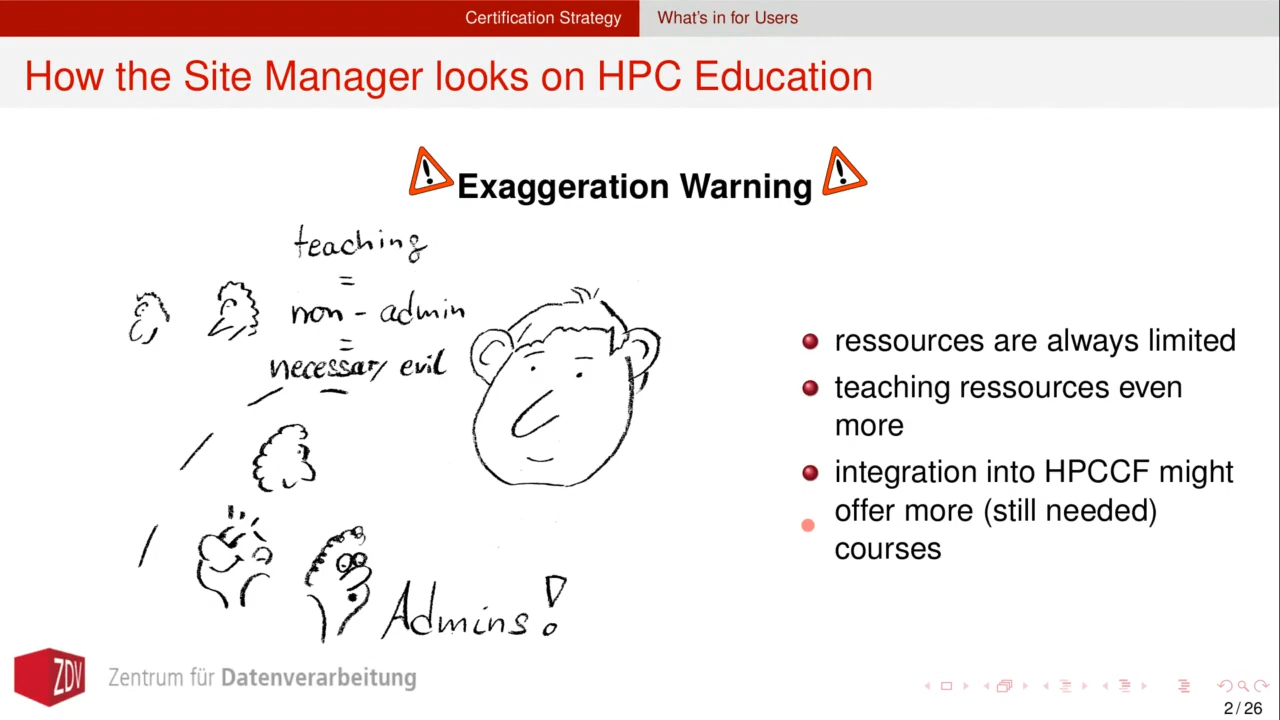 Certification Strategy What's in for Users
How the Site Manager looks on HPC Education
Exaggeration Warning
teaching
=
non - admin
=
necessary evil
Admins!
ressources are always limited
teaching ressources even
more
integration into HPCCF might
offer more (still needed)
courses
ZDV Zentrum für Datenverarbeitung
2 / 26